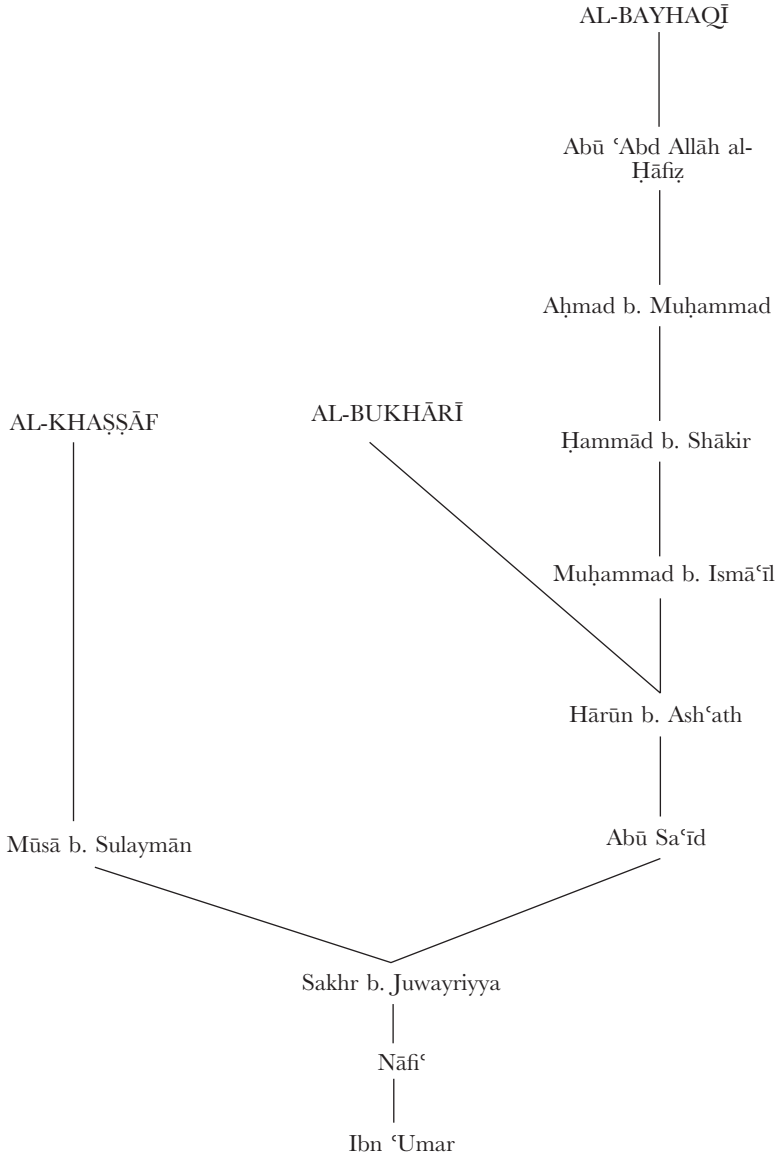 AL-BAYHAQĪ
Abū ʿAbd Allāh al-
Ḥāfiẓ
Aḥmad b. Muḥammad
AL-KHAṢṢĀF
AL-BUKHĀRĪ
Ḥammād b. Shākir
Muḥammad b. Ismāʿīl
Hārūn b. Ashʿath
Mūsā b. Sulaymān
Abū Saʿīd
Sakhr b. Juwayriyya
Nāfiʿ
Ibn ʿUmar